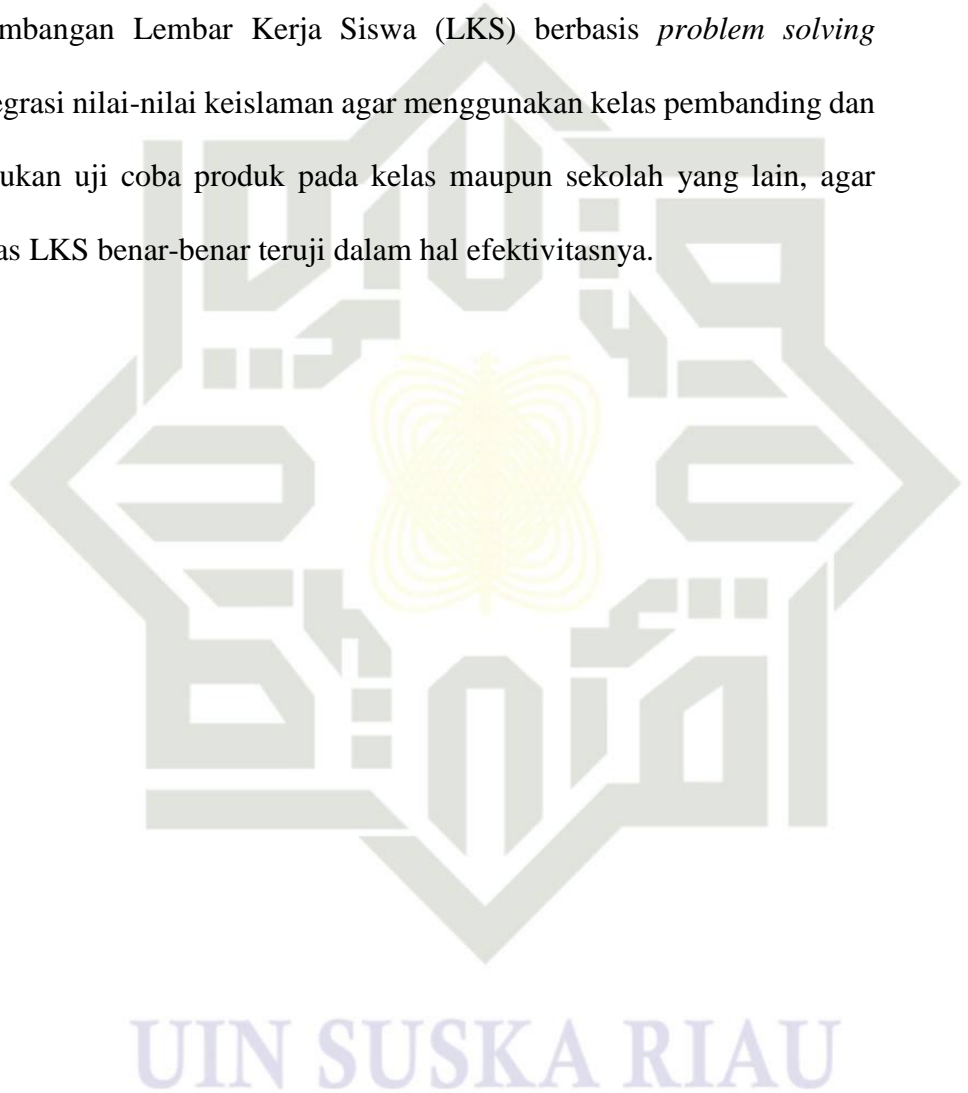 mbangan Lembar Kerja Siswa (LKS) berbasis problem solving
egrasi nilai-nilai keislaman agar menggunakan kelas pembanding dan
ukan uji coba produk pada kelas maupun sekolah yang lain, agar
as LKS benar-benar teruji dalam hal efektivitasnya.
UIN SUSKA RIAU